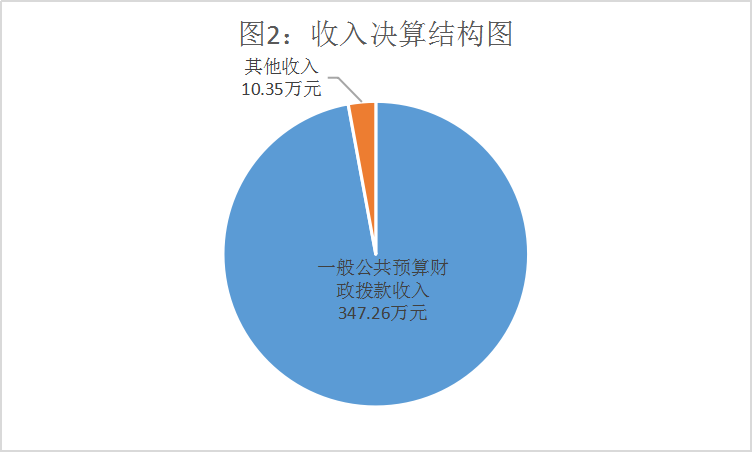 图2：收入决算结构图
其他收入
10.35万元
一般公共预算财
政拨款收入
347.26万元